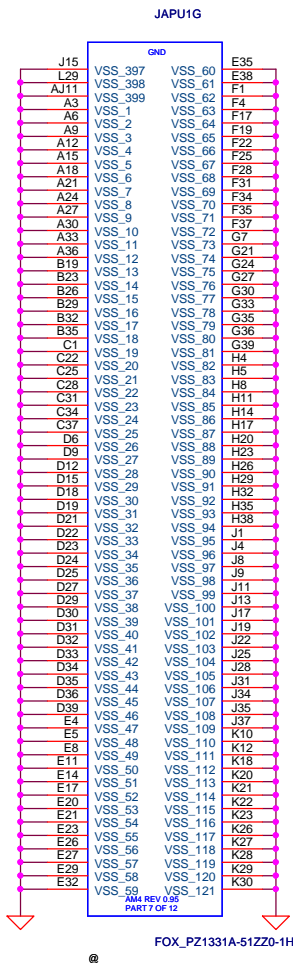 JAPU1G
GND
J15 VSS_397 VSS_60 E35
L29 VSS_398 VSS_61 E38
AJ11 VSS_399 VSS_62 F1
A3 VSS_1 VSS_63 F4
A6 VSS_2 VSS_64 F17
A9 VSS_3 VSS_65 F19
A12 VSS_4 VSS_66 F22
A15 VSS_5 VSS_67 F25
A18 VSS_6 VSS_68 F28
A21 VSS_7 VSS_69 F31
A24 VSS_8 VSS_70 F34
A27 VSS_9 VSS_71 F35
A30 VSS_10 VSS_72 F37
A33 VSS_11 VSS_73 G7
A36 VSS_12 VSS_74 G21
B19 VSS_13 VSS_75 G24
B23 VSS_14 VSS_76 G27
B26 VSS_15 VSS_77 G30
B29 VSS_16 VSS_78 G33
B32 VSS_17 VSS_79 G35
B35 VSS_18 VSS_80 G36
C1 VSS_19 VSS_81 G39
C22 VSS_20 VSS_82 H4
C25 VSS_21 VSS_83 H5
C28 VSS_22 VSS_84 H8
C31 VSS_23 VSS_85 H11
C34 VSS_24 VSS_86 H14
C37 VSS_25 VSS_87 H17
D6 VSS_26 VSS_88 H20
D9 VSS_27 VSS_89 H23
D12 VSS_28 VSS_90 H26
D15 VSS_29 VSS_91 H29
D18 VSS_30 VSS_92 H32
D19 VSS_31 VSS_93 H35
D21 VSS_32 VSS_94 H38
D22 VSS_33 VSS_95 J1
D23 VSS_34 VSS_96 J4
D24 VSS_35 VSS_97 J8
D25 VSS_36 VSS_98 J9
D27 VSS_37 VSS_99 J11
D29 VSS_38 VSS_100 J13
D30 VSS_39 VSS_101 J17
D31 VSS_40 VSS_102 J19
D32 VSS_41 VSS_103 J22
D33 VSS_42 VSS_104 J25
D34 VSS_43 VSS_105 J28
D35 VSS_44 VSS_106 J31
D36 VSS_45 VSS_107 J34
D39 VSS_46 VSS_108 J35
E4 VSS_47 VSS_109 J37
E5 VSS_48 VSS_110 K10
E8 VSS_49 VSS_111 K12
E11 VSS_50 VSS_112 K18
E14 VSS_51 VSS_113 K20
E17 VSS_52 VSS_114 K21
E20 VSS_53 VSS_115 K22
E21 VSS_54 VSS_116 K23
E23 VSS_55 VSS_117 K26
E26 VSS_56 VSS_118 K27
E27 VSS_57 VSS_119 K28
E29 VSS_58 VSS_120 K29
E32 VSS_59 VSS_121 K30
AM4 REV 0.95
PART 7 OF 12
FOX_PZ1331A-51ZZ0-1H
@